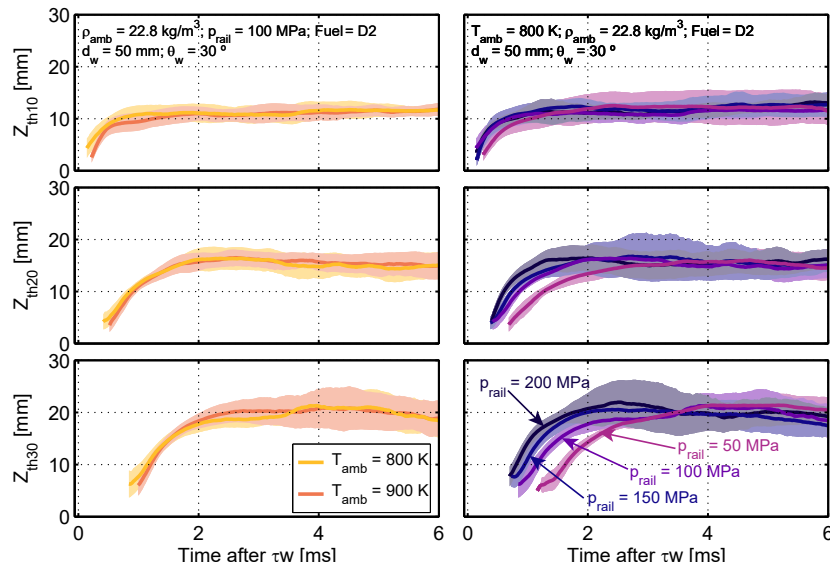 ρamb = 22.8 kg/m³; prail = 100 MPa; Fuel= D2
dw = 50 mm; θw = 30 º
Tamb = 800 K; ρamb = 22.8 kg/m³; Fuel= D2
dw = 50 mm; θw = 30 º
Zth10 [mm]
30
20
10
0
Zth20 [mm]
30
20
10
0
Zth30 [mm]
30
20
10
0
Tamb = 800 K
Tamb = 900 K
prail = 200 MPa
prail = 50 MPa
prail = 100 MPa
prail = 150 MPa
0 2 4 6
0 2 4 6
Time after τw [ms]
Time after τw [ms]